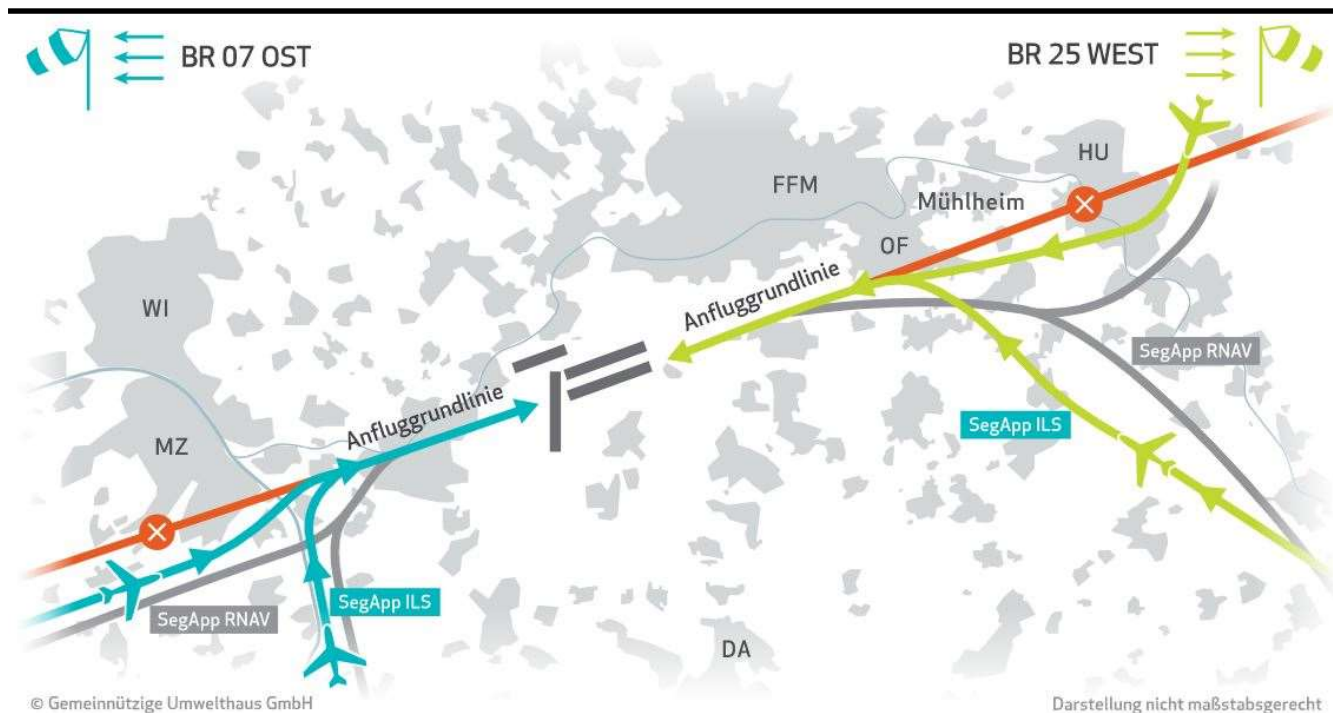 BR 07 OST
BR 25 WEST
HU
FFM
Mühlheim
OF
Anfluggrundlinie
WI
SegApp RNAV
Anfluggrundlinie
SegApp ILS
MZ
SegApp ILS
SegApp RNAV
DA
© Gemeinnützige Umwelthaus GmbH
Darstellung nicht maßstabsgerecht